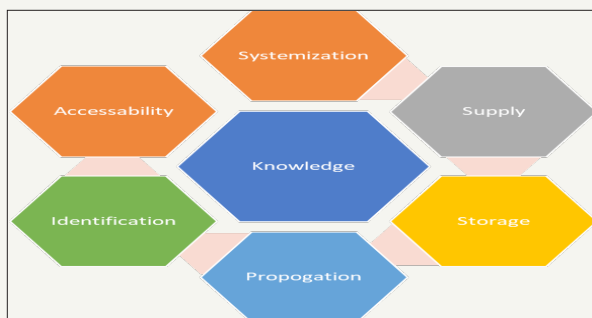 Systemization
Accessability
Supply
Knowledge
Identification
Storage
Propogation